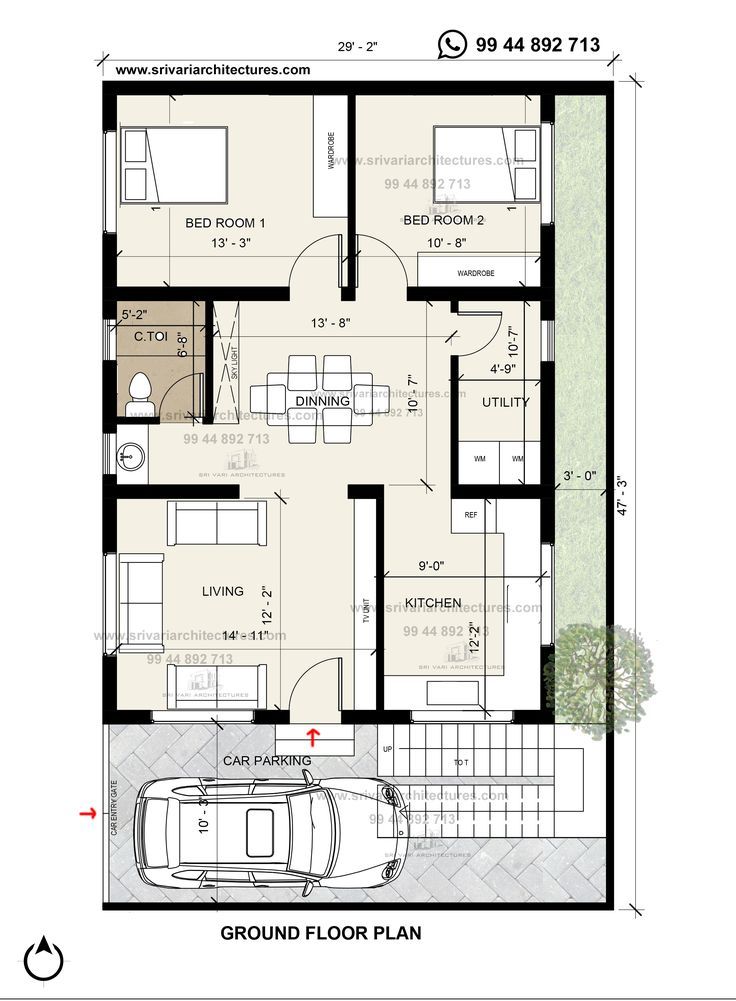 29' - 2"
99 44 892 713
www.srivariarchitectures.com
WARDROBE
www.srivariarchitectures.com
99 44 892 713
BED ROOM 1
13' - 3"
BED ROOM 2
10' - 8"
WARDROBE
5'-2"
C.TOI
6'-8"
13' - 8"
SKY LIGHT
10'-7"
4'-9"
10' - 7"
DINNING
UTILITY
www.srivariarchitectures.com
99 44 892 713
99 44 892 713
SRI VARI ARCHITECTURES
WM
WM
3' - 0"
47' - 3"
REF
LIVING
12' - 2"
14' - 11"
TV UNIT
9'-0"
KITCHEN
12'-2"
www.srivariarchitectures.com
99 44 892 713
SRI VARI ARCHITECTURES
www.srivariarchitectures.com
99 44 892 713
SRI VARI ARCHITECTURES
CAR PARKING
UP
TO T
CAR ENTRY GATE
10' - 3"
www.srivariarchitectures.com
99 44 892 713
SRI VARI ARCHITECTURES
GROUND FLOOR PLAN